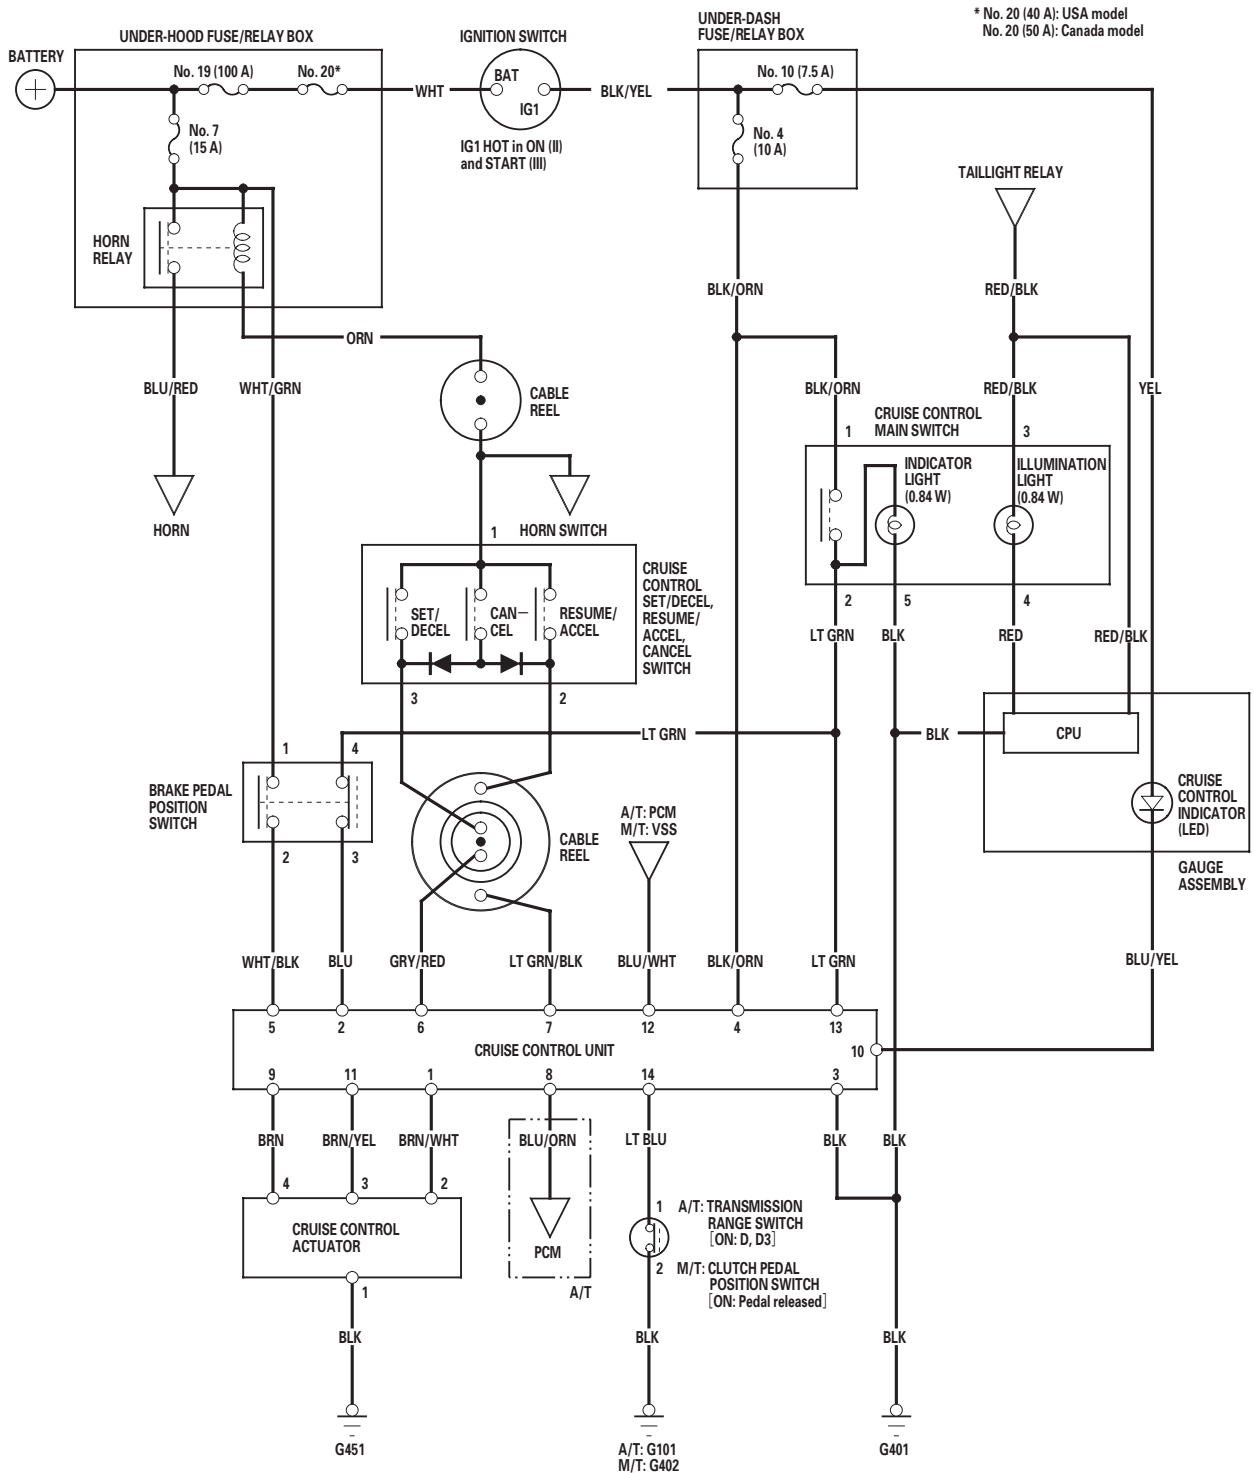 * No. 20 (40 A): USA model
No. 20 (50 A): Canada model
UNDER-HOOD FUSE/RELAY BOX
IGNITION SWITCH
UNDER-DASH
FUSE/RELAY BOX
BATTERY
No. 19 (100 A)
No. 20*
WHT
BAT
IG1
BLK/YEL
No. 10 (7.5 A)
No. 7
(15 A)
IG1 HOT in ON (II)
and START (III)
No. 4
(10 A)
TAILLIGHT RELAY
HORN
RELAY
BLK/ORN
RED/BLK
ORN
BLU/RED
WHT/GRN
CABLE
REEL
BLK/ORN
RED/BLK
YEL
CRUISE CONTROL
MAIN SWITCH
1
3
INDICATOR
LIGHT
(0.84 W)
ILLUMINATION
LIGHT
(0.84 W)
HORN
1
HORN SWITCH
CRUISE
CONTROL
SET/DECEL,
RESUME/
ACCEL,
CANCEL
SWITCH
SET/
DECEL
CAN–
CEL
RESUME/
ACCEL
2
5
4
LT GRN
BLK
RED
RED/BLK
3
2
LT GRN
BLK
CPU
1
4
BRAKE PEDAL
POSITION
SWITCH
2
3
A/T: PCM
M/T: VSS
CABLE
REEL
CRUISE
CONTROL
INDICATOR
(LED)
GAUGE
ASSEMBLY
WHT/BLK
BLU
GRY/RED
LT GRN/BLK
BLU/WHT
BLK/ORN
LT GRN
BLU/YEL
5
2
6
7
12
4
13
CRUISE CONTROL UNIT
10
9
11
1
8
14
3
BRN
BRN/YEL
BRN/WHT
BLU/ORN
LT BLU
BLK
BLK
4
3
2
CRUISE CONTROL
ACTUATOR
PCM
A/T
1
A/T: TRANSMISSION
RANGE SWITCH
[ON: D, D3]
2
M/T: CLUTCH PEDAL
POSITION SWITCH
[ON: Pedal released]
1
BLK
BLK
BLK
G451
A/T: G101
M/T: G402
G401